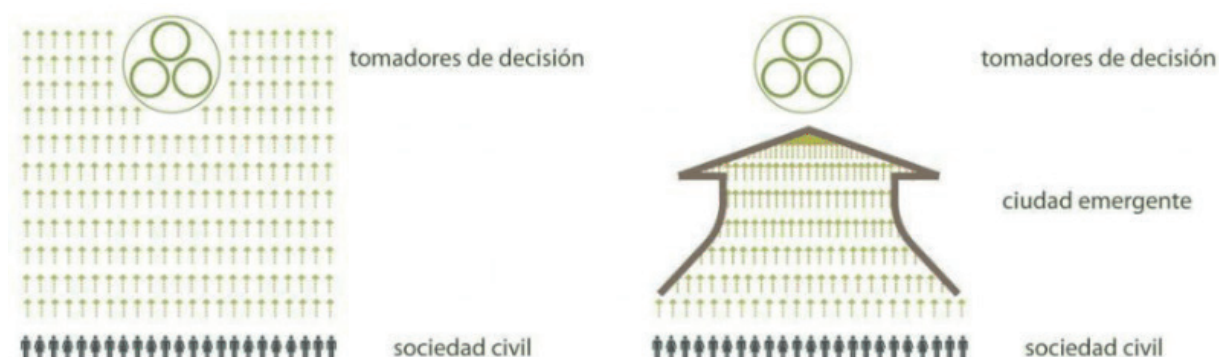 tomadores de decisión
tomadores de decisión
ciudad emergente
sociedad civil
sociedad civil